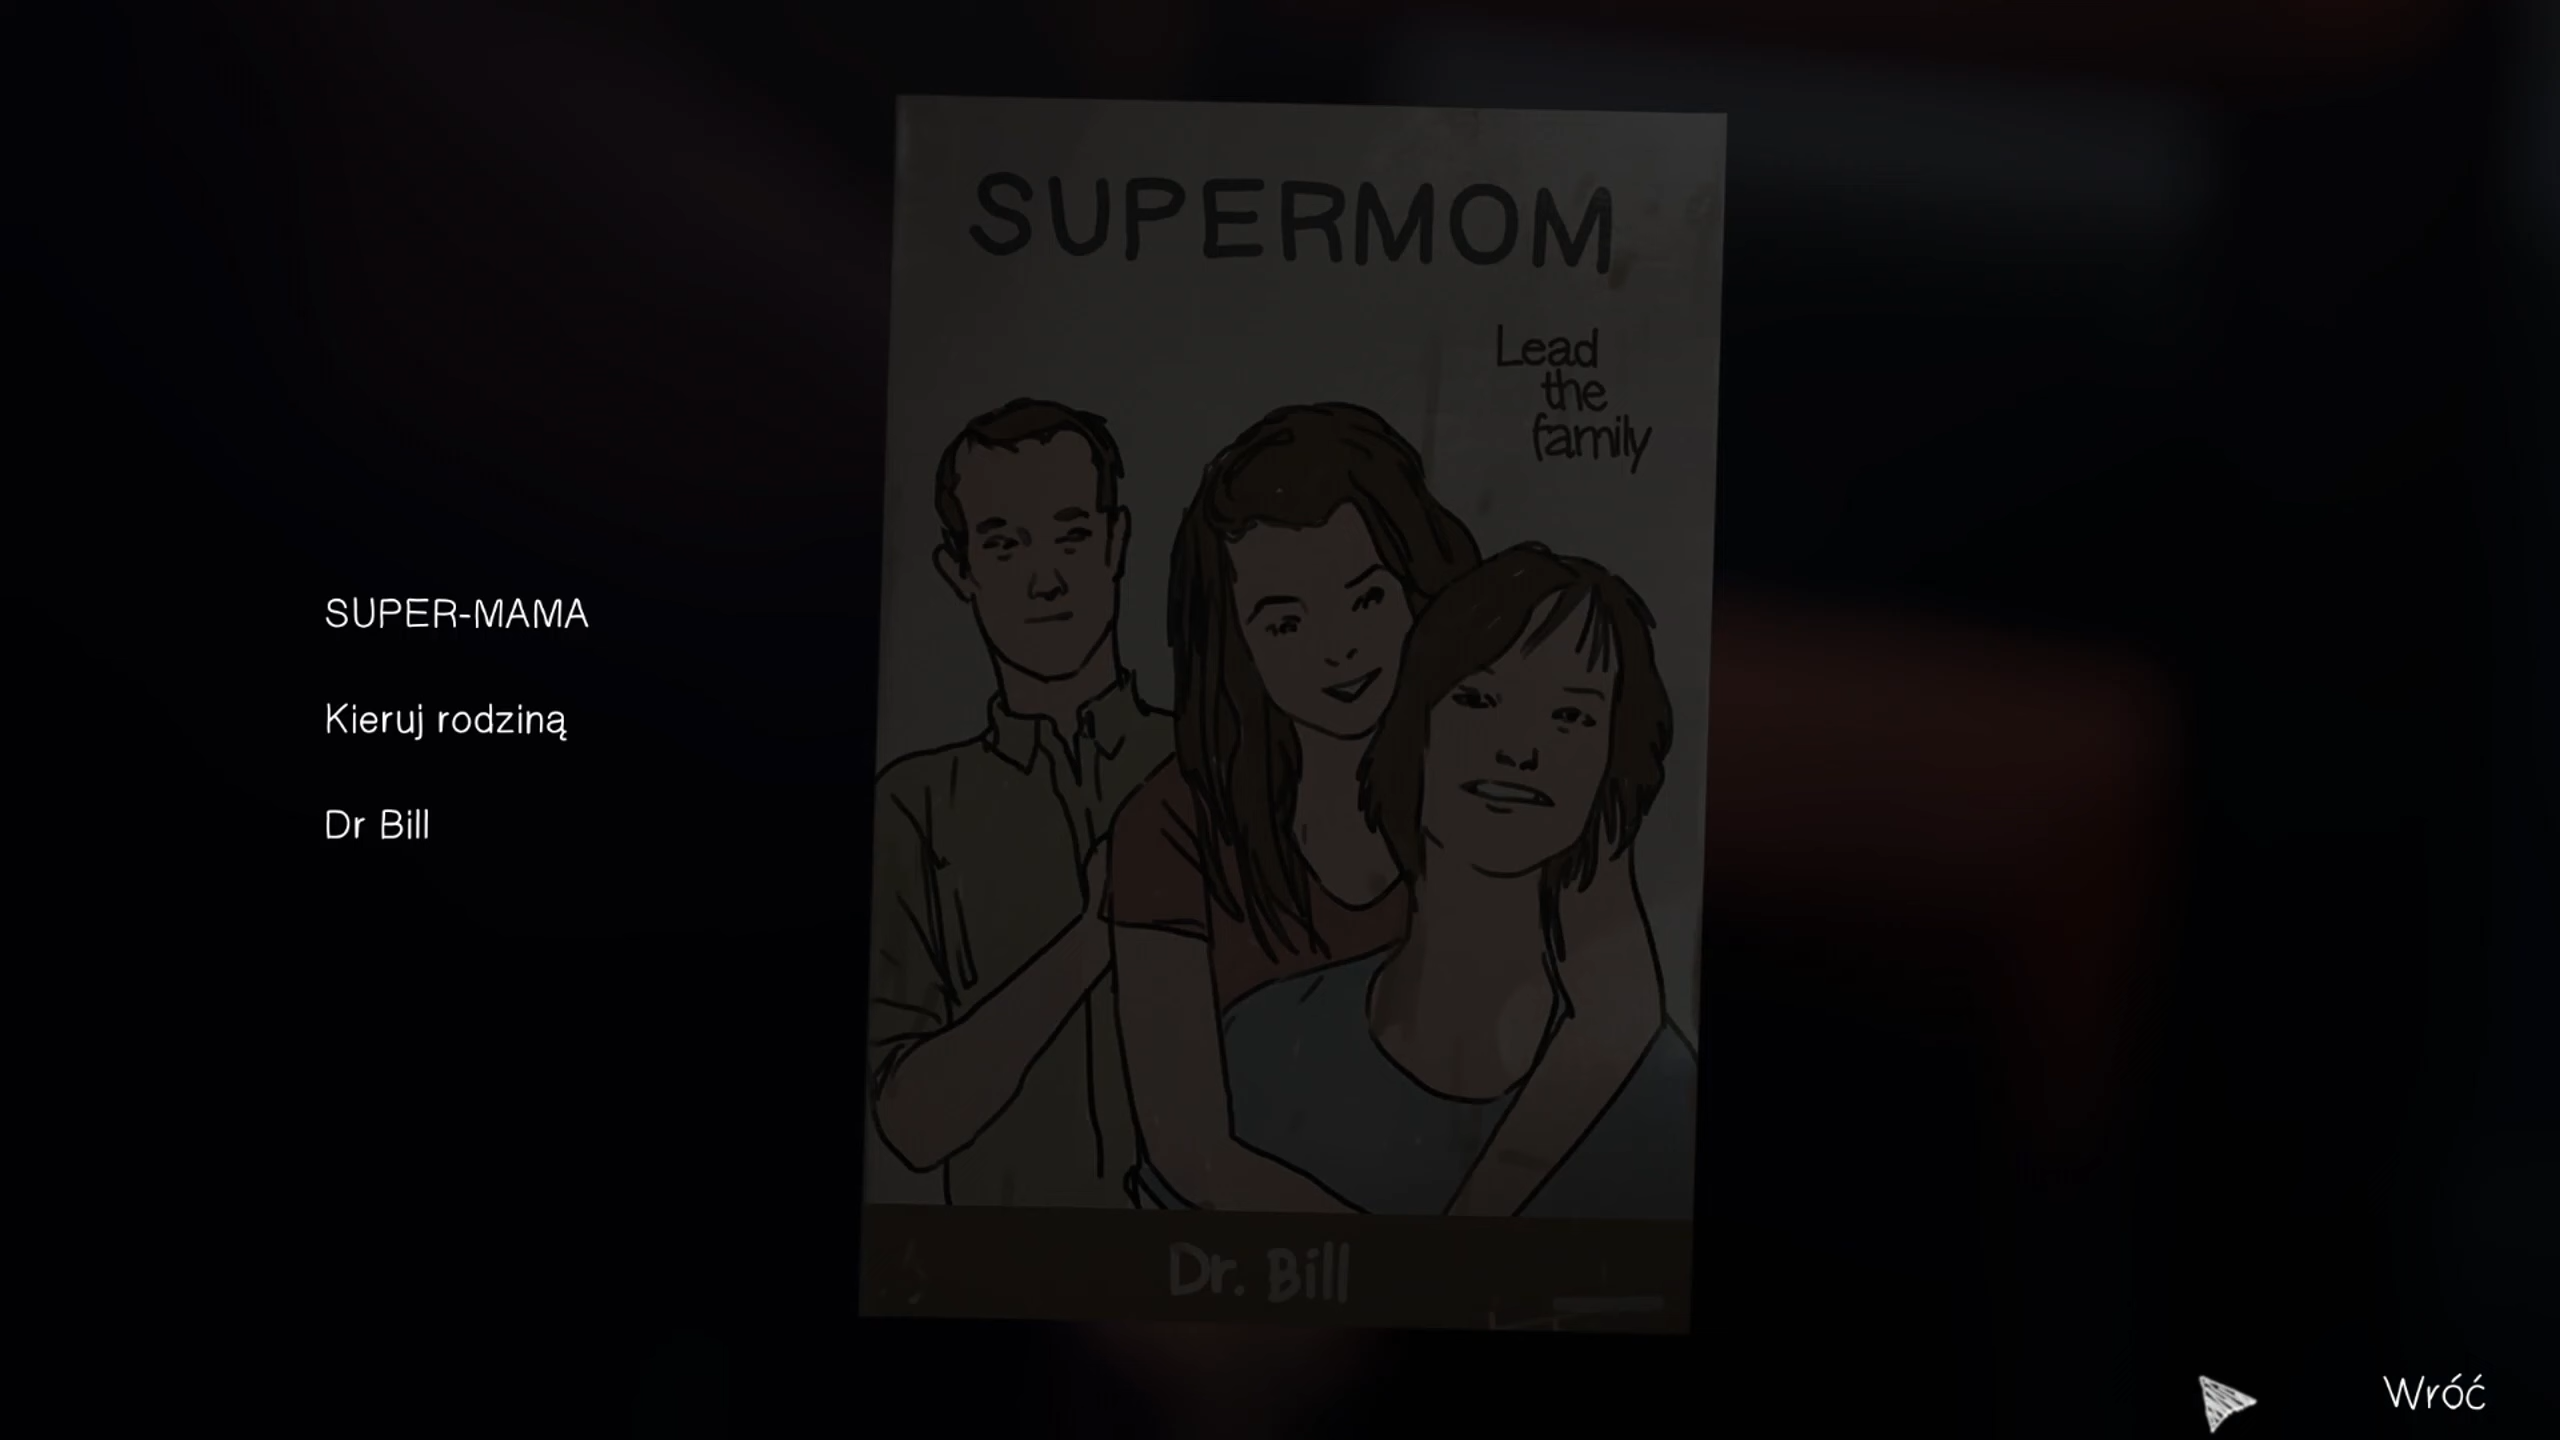 SUPERMOM
Lead
the
family
SUPER-MAMA
Kieruj rodziną
Dr Bill
Dr. Bill
Wróć